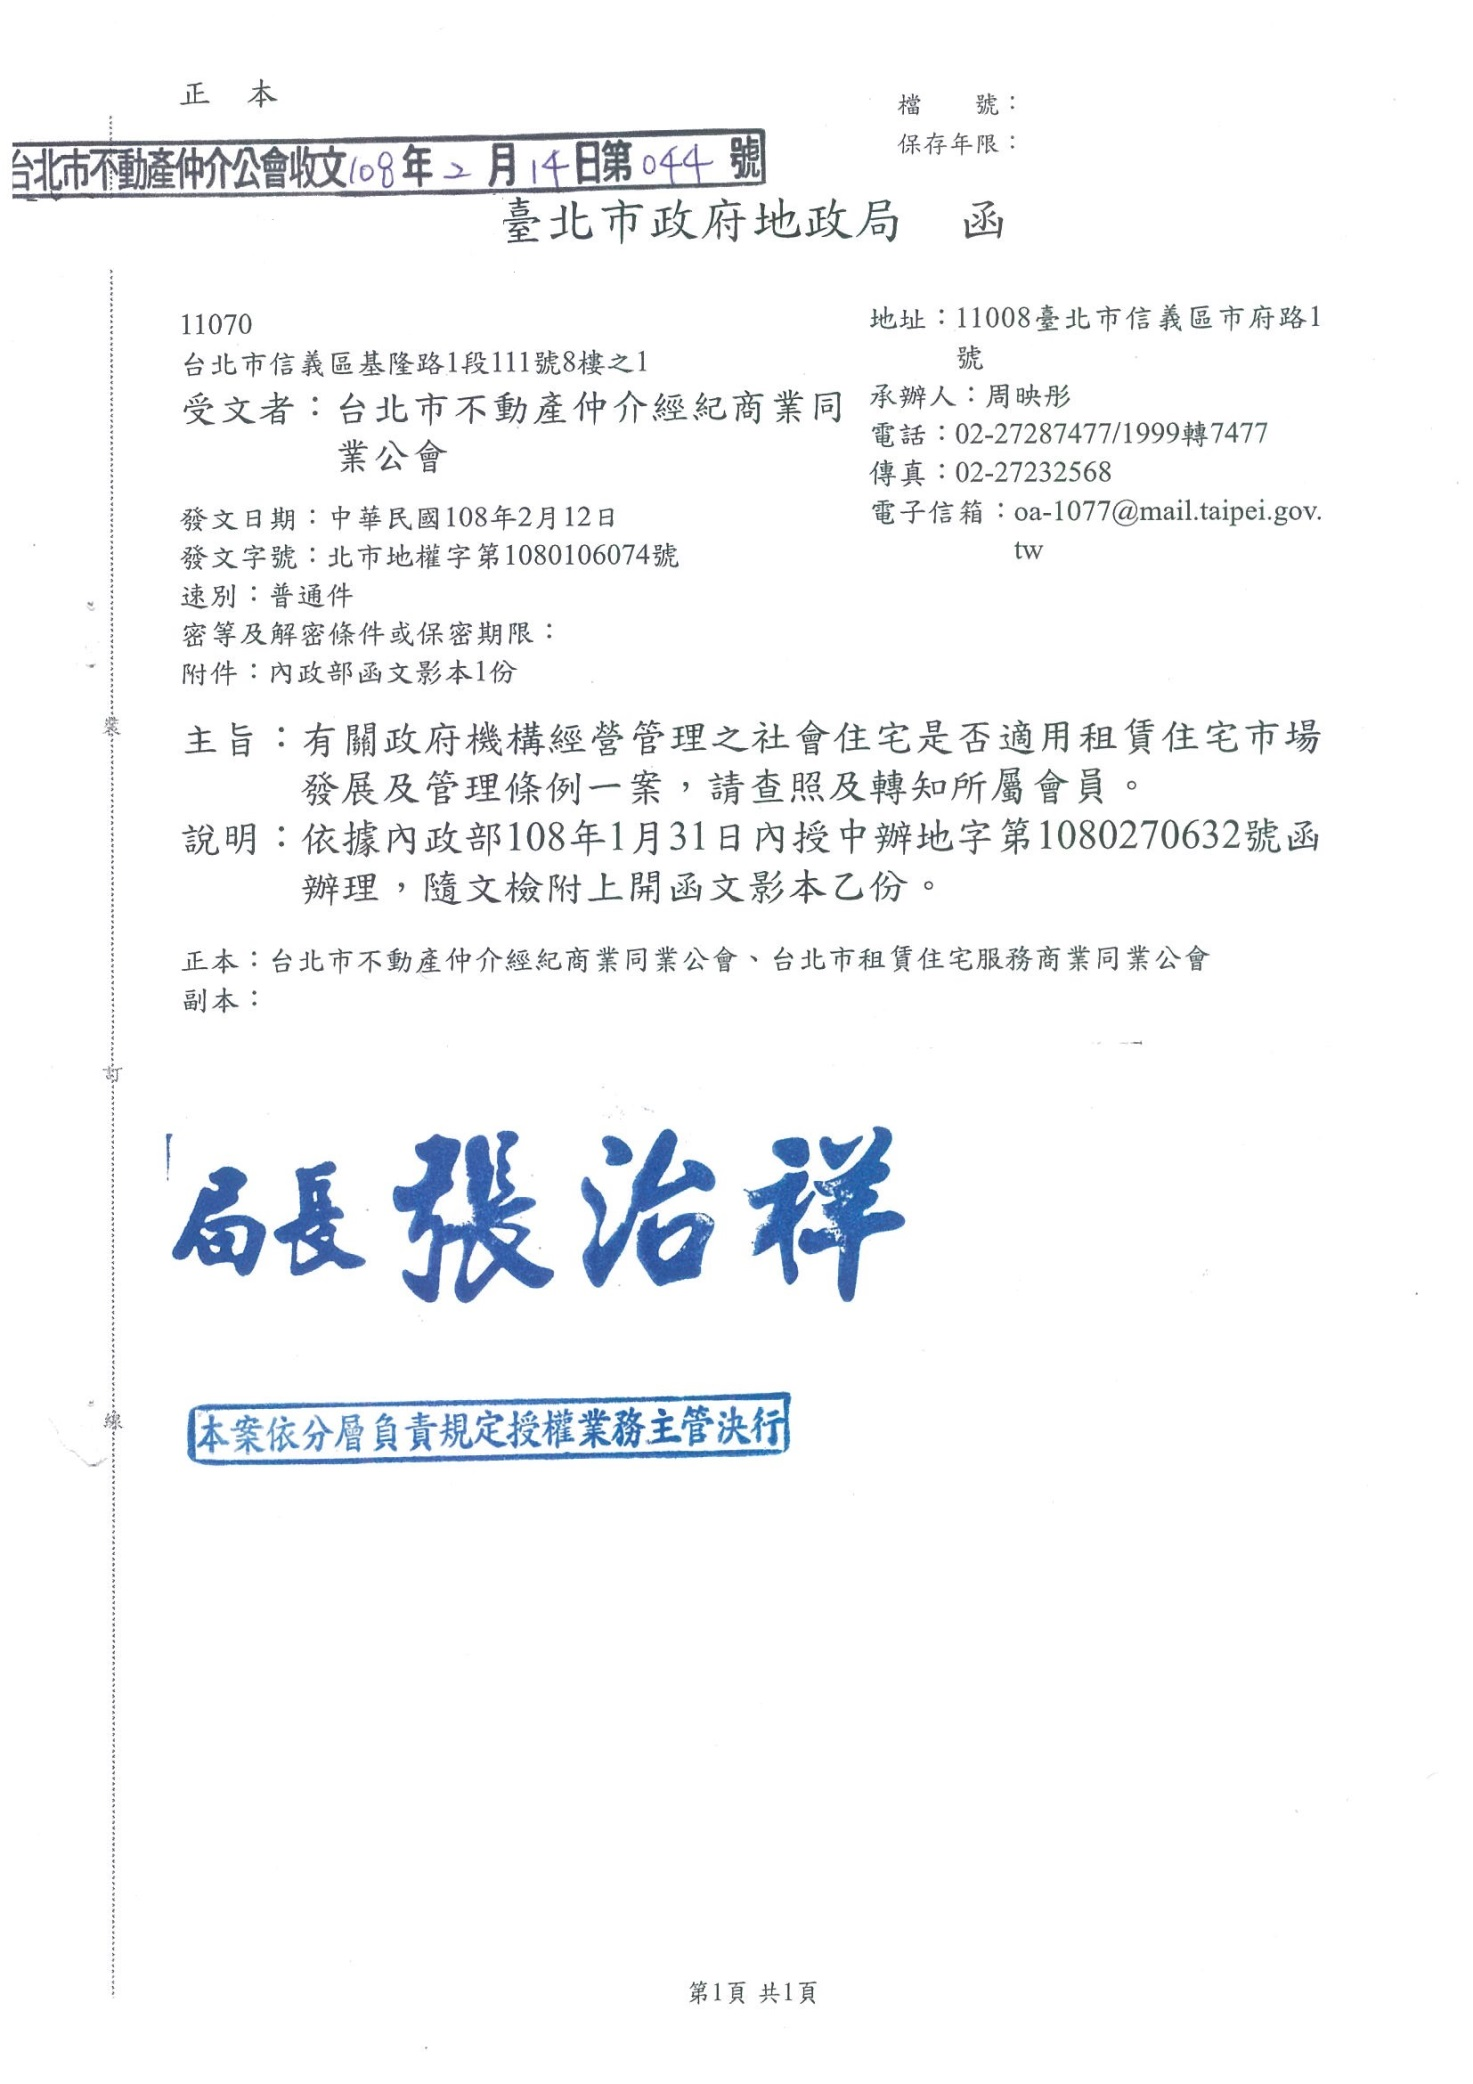 正　本
檔　　號：
保存年限：
台北市不動產仲介公會收文108年2月14日第044號
臺北市政府地政局　函
11070
台北市信義區基隆路1段111號8樓之1
受文者：台北市不動產仲介經紀商業同
業公會
地址：11008臺北市信義區市府路1
號
承辦人：周映彤
電話：02-27287477/1999轉7477
傳真：02-27232568
電子信箱：oa-1077@mail.taipei.gov.
tw
發文日期：中華民國108年2月12日
發文字號：北市地權字第1080106074號
速別：普通件
密等及解密條件或保密期限：
附件：內政部函文影本1份
主旨：有關政府機構經營管理之社會住宅是否適用租賃住宅市場
發展及管理條例一案，請查照及轉知所屬會員。
說明：依據內政部108年1月31日內授中辦地字第1080270632號函
辦理，隨文檢附上開函文影本乙份。
正本：台北市不動產仲介經紀商業同業公會、台北市租賃住宅服務商業同業公會
副本：
裝
訂
線
局長 張治祥
本案依分層負責規定授權業務主管決行
第1頁 共1頁